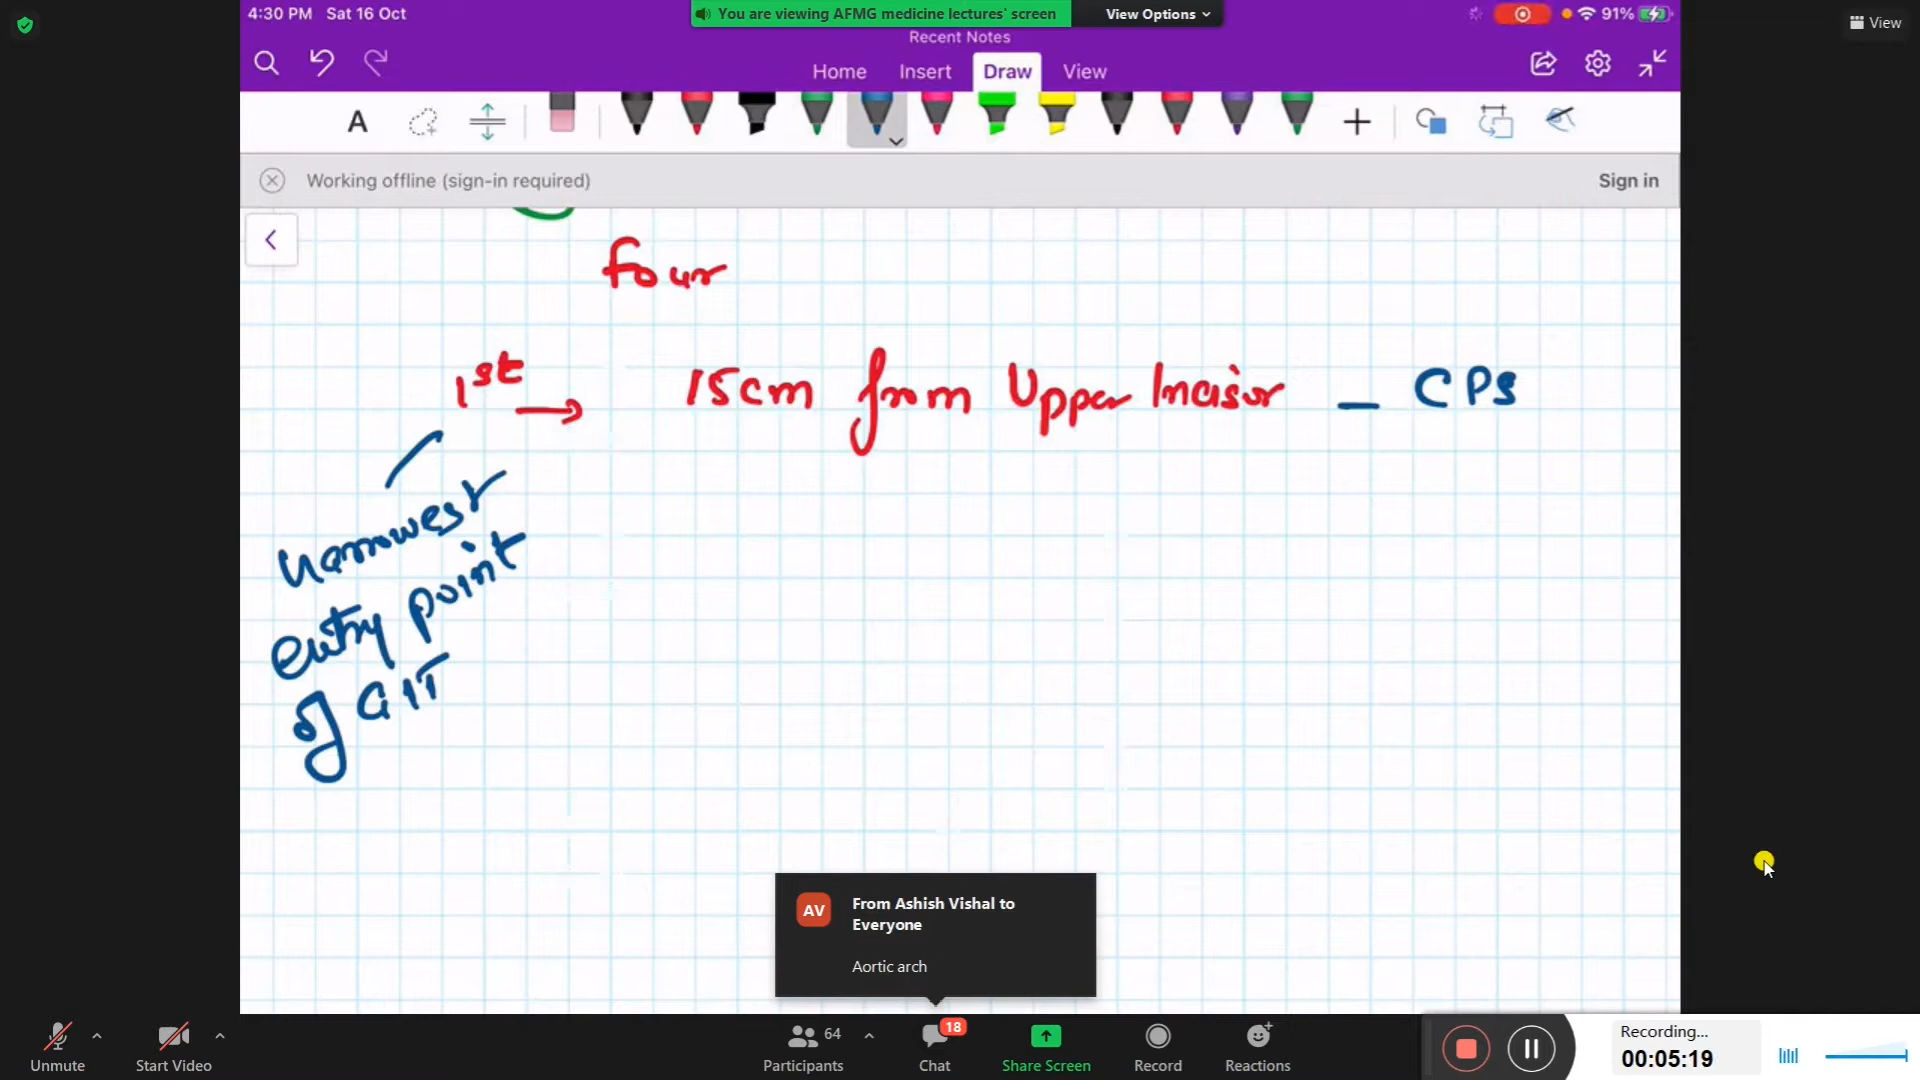 4:30 PM Sat 16 Oct
You are viewing AFMG medicine lectures' screen
View Options
91%
View
Recent Notes
Home Insert Draw View
A
Working offline (sign-in required)
Sign in
four
1st → 15cm from Upper Incisor – CPS
narrowest
entry point
of GIT
AV
From Ashish Vishal to
Everyone
Aortic arch
64
18
Unmute
Start Video
Participants
Chat
Share Screen
Record
Reactions
Recording...
00:05:19